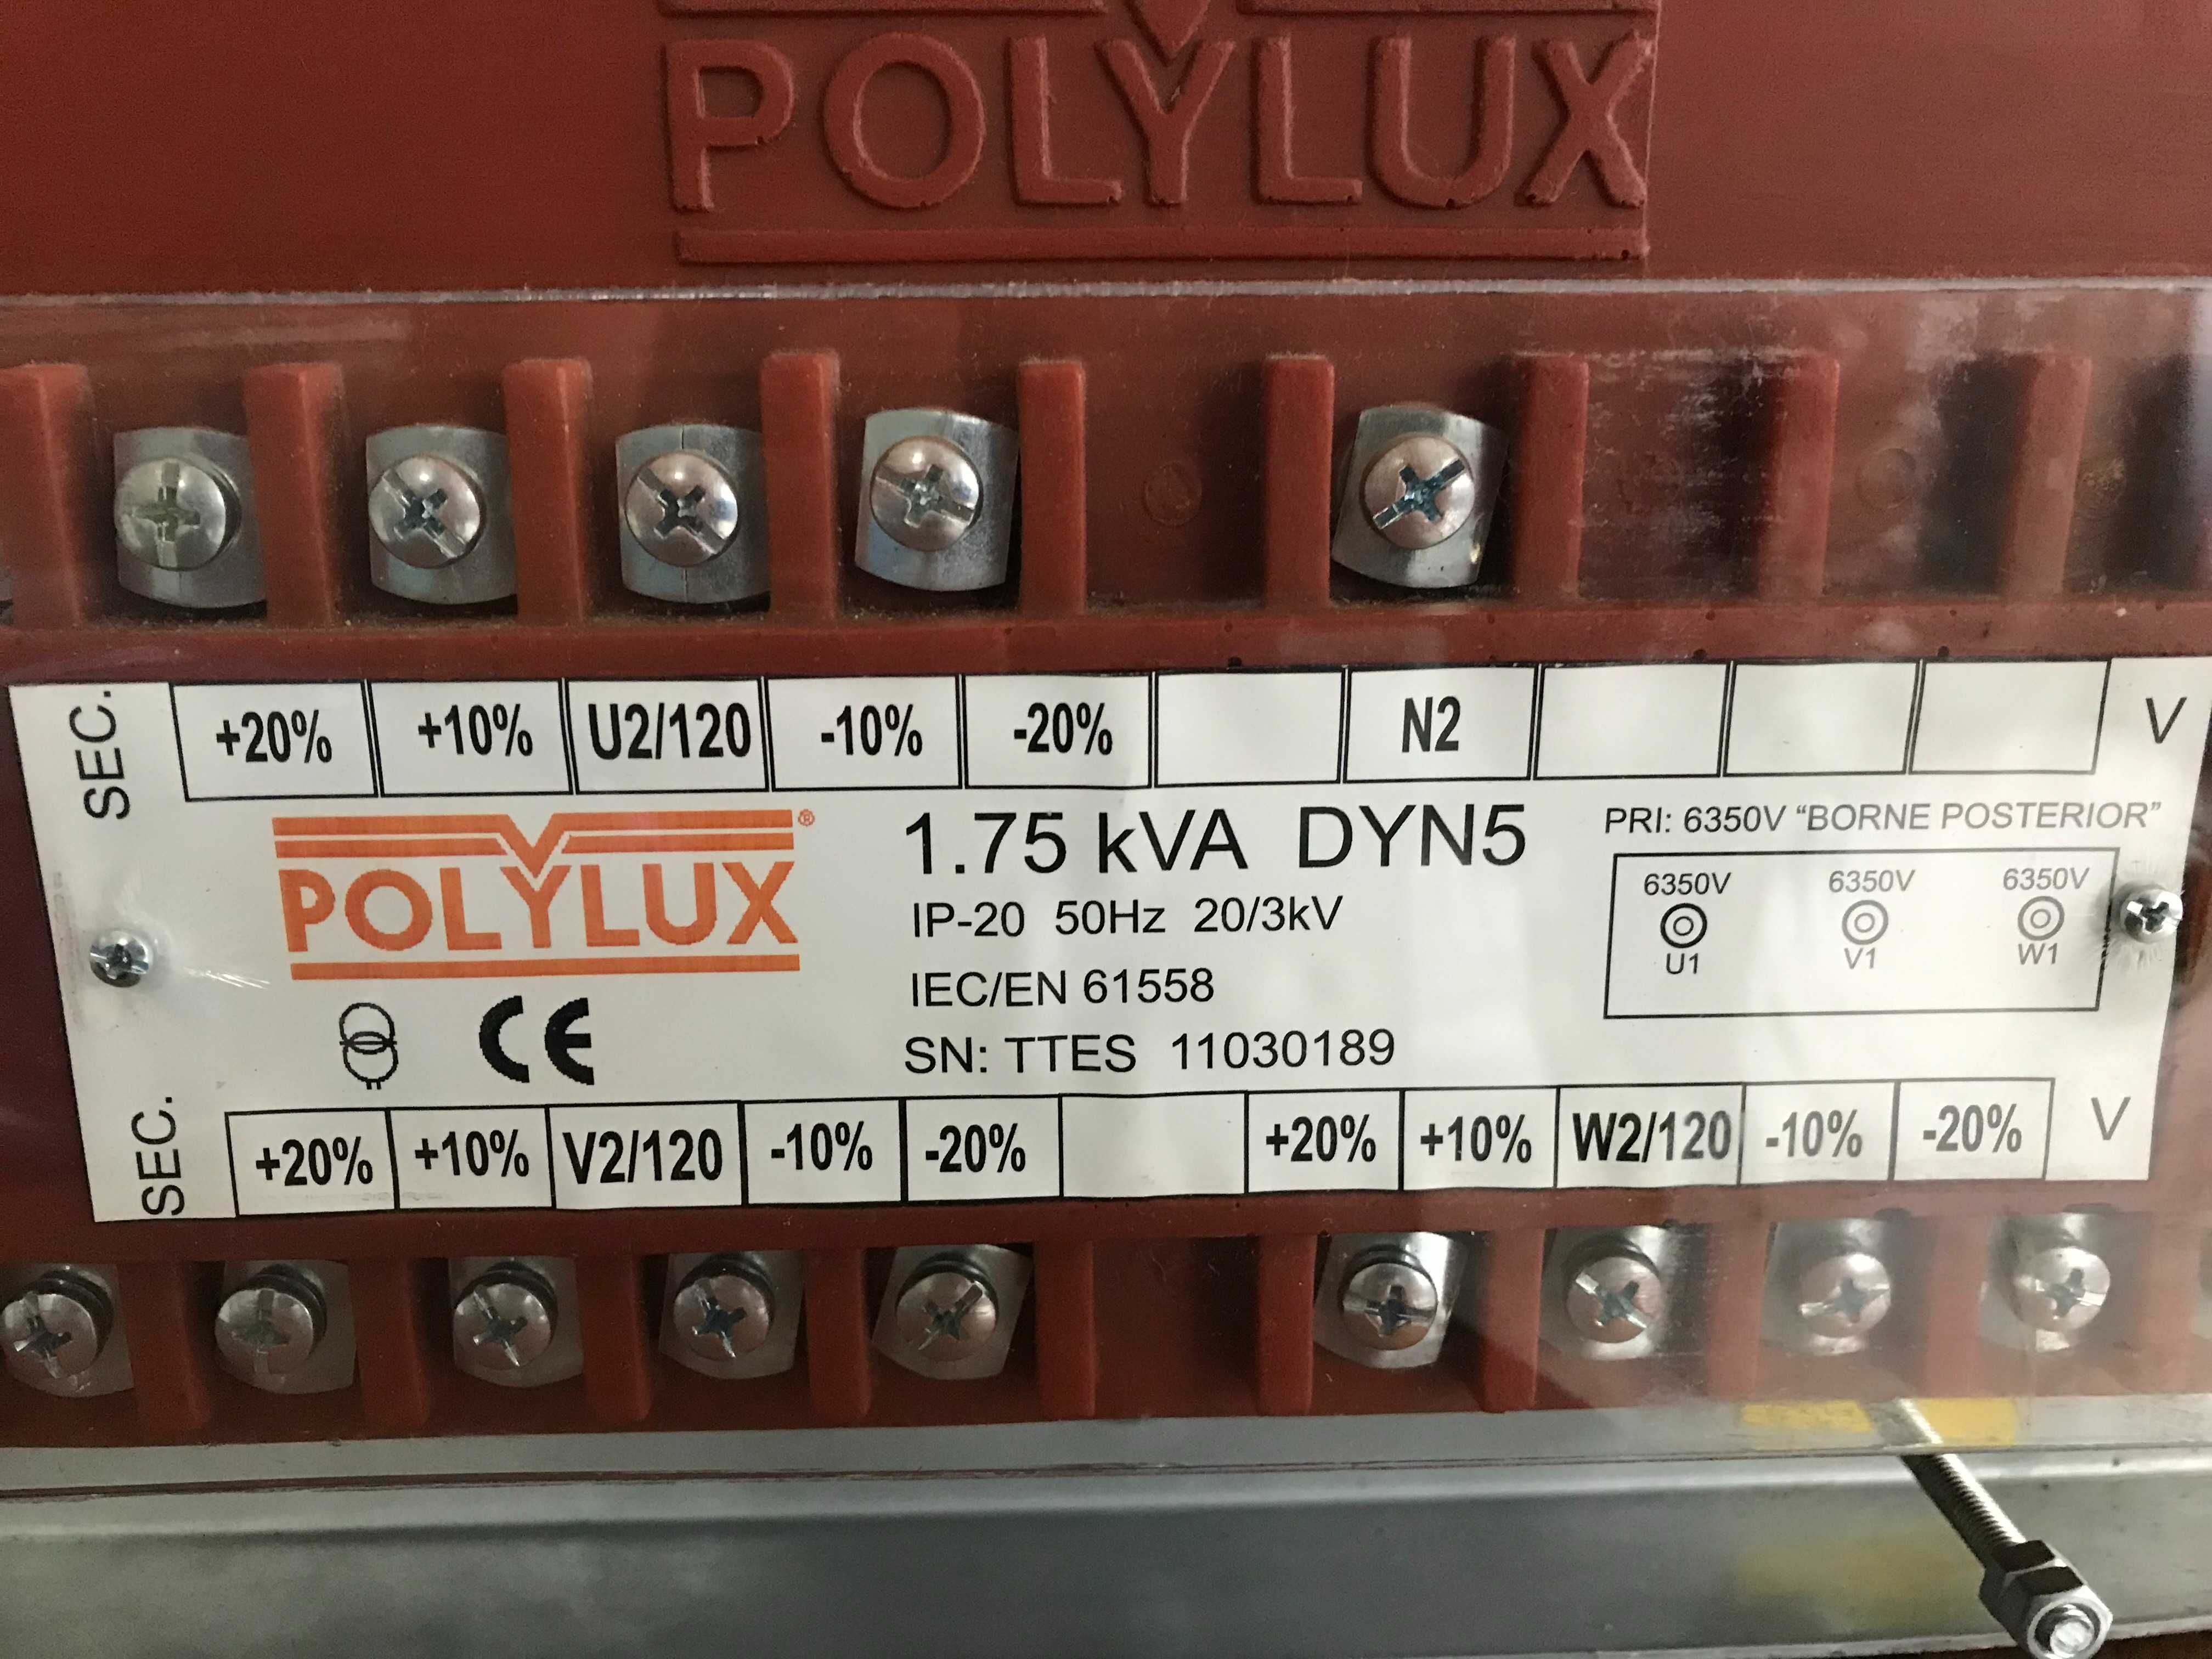 POLYLUX
SEC. +20% +10% U2/120 -10% -20% N2 V
POLYLUX®
1.75 kVA DYN5
IP-20 50Hz 20/3kV
IEC/EN 61558
SN: TTES 11030189
PRI: 6350V “BORNE POSTERIOR”
6350V 6350V 6350V
U1 V1 W1
CE
SEC. +20% +10% V2/120 -10% -20% +20% +10% W2/120 -10% -20% V